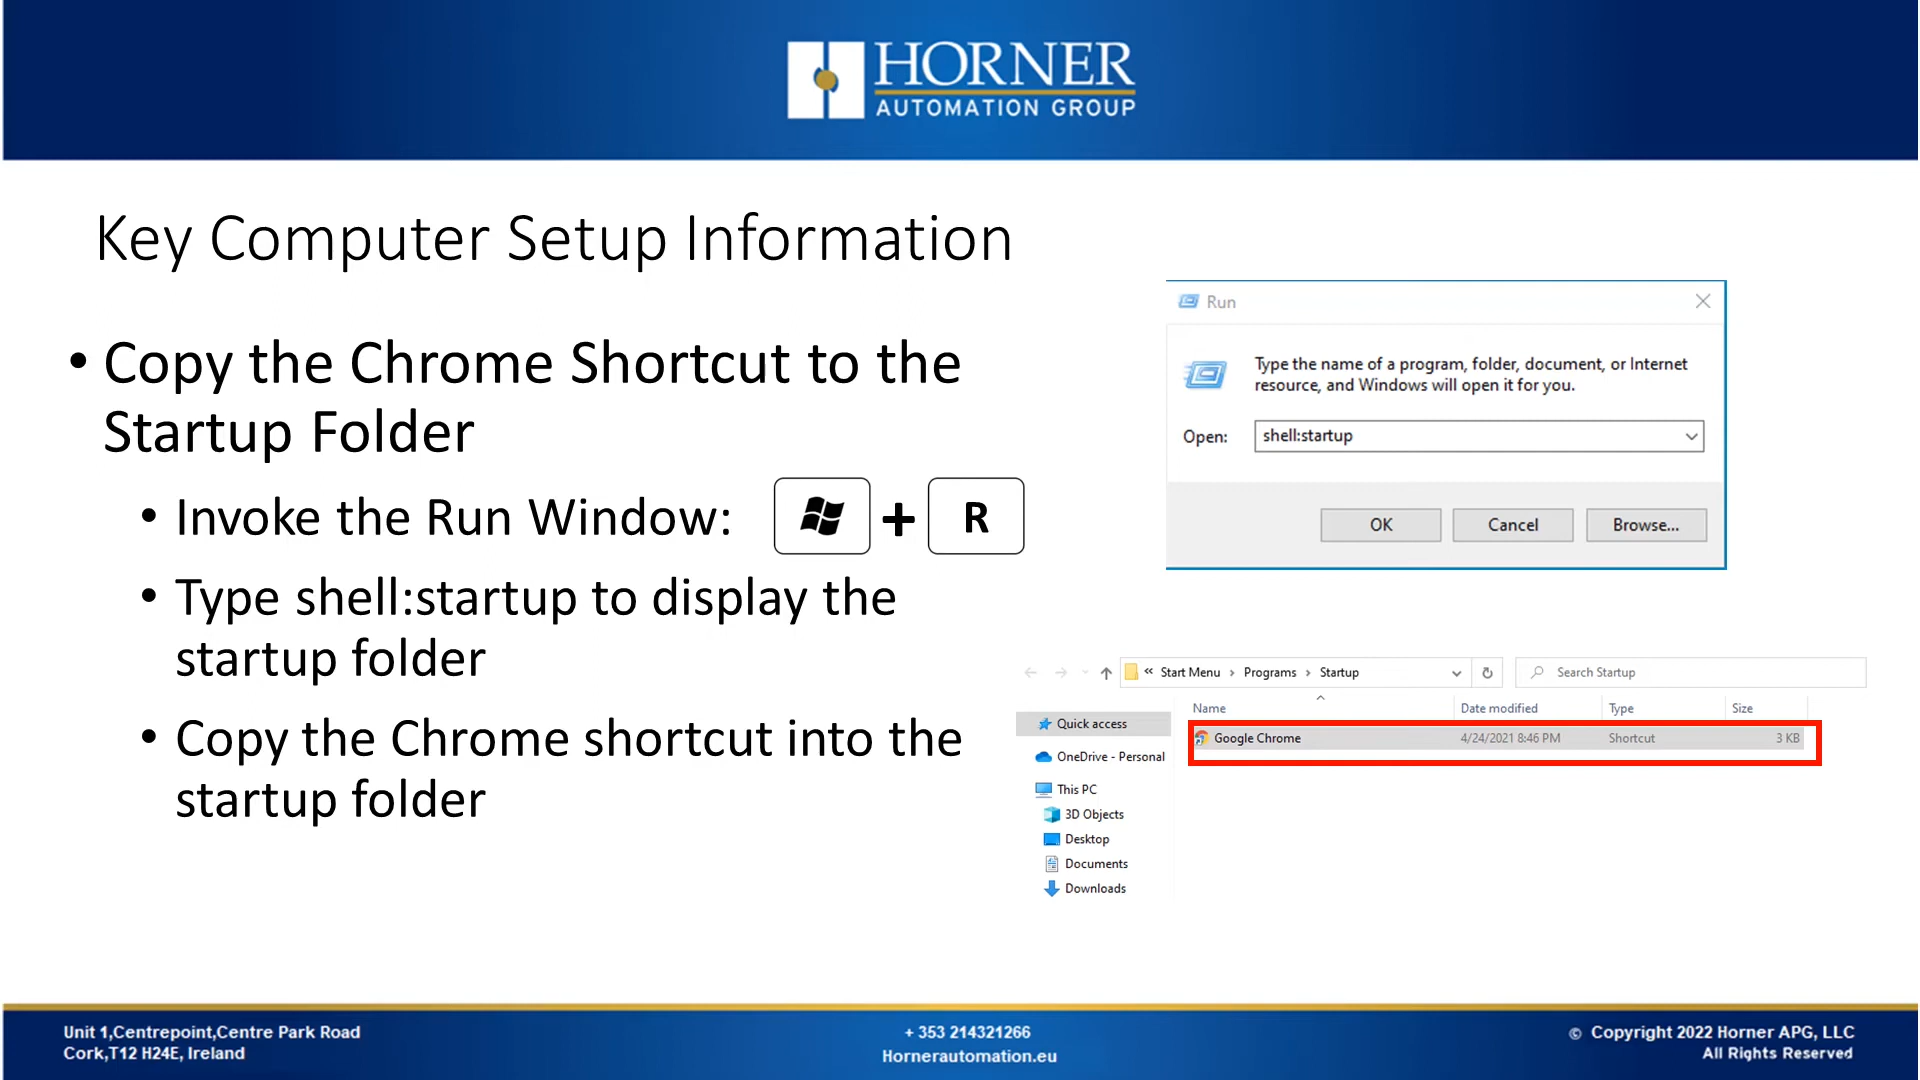 HORNER
AUTOMATION GROUP
Key Computer Setup Information
• Copy the Chrome Shortcut to the
Startup Folder
• Invoke the Run Window: + R
• Type shell:startup to display the
startup folder
• Copy the Chrome shortcut into the
startup folder
Run
Type the name of a program, folder, document, or Internet
resource, and Windows will open it for you.
Open: shell:startup
OK Cancel Browse...
« Start Menu › Programs › Startup Search Startup
Name Date modified Type Size
Quick access
Google Chrome 4/24/2021 8:46 PM Shortcut 3 KB
OneDrive - Personal
This PC
3D Objects
Desktop
Documents
Downloads
Unit 1,Centrepoint,Centre Park Road
Cork,T12 H24E, Ireland
+ 353 214321266
Hornerautomation.eu
© Copyright 2022 Horner APG, LLC
All Rights Reserved